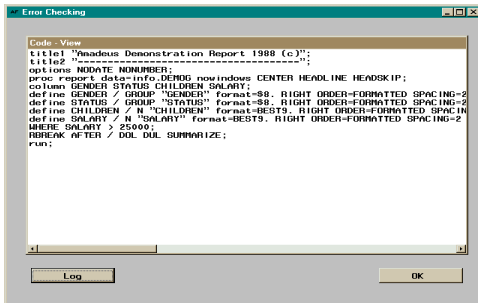 Error Checking
Code - View
title1 "Amadeus Demonstration Report 1988 (c)";
title2 "-----------------------------------";
options NODATE NONUMBER;
proc report data=info.DEMOG nowindows CENTER HEADLINE HEADSKIP;
column GENDER STATUS CHILDREN SALARY;
define GENDER / GROUP "GENDER" format=$8. RIGHT ORDER=FORMATTED SPACING=2
define STATUS / GROUP "STATUS" format=$8. RIGHT ORDER=FORMATTED SPACING=2
define CHILDREN / N "CHILDREN" format=BEST9. RIGHT ORDER=FORMATTED SPACIN
define SALARY / N "SALARY" format=BEST9. RIGHT ORDER=FORMATTED SPACING=2
WHERE SALARY > 25000;
RBREAK AFTER / DOL DUL SUMMARIZE;
run;
Log
OK